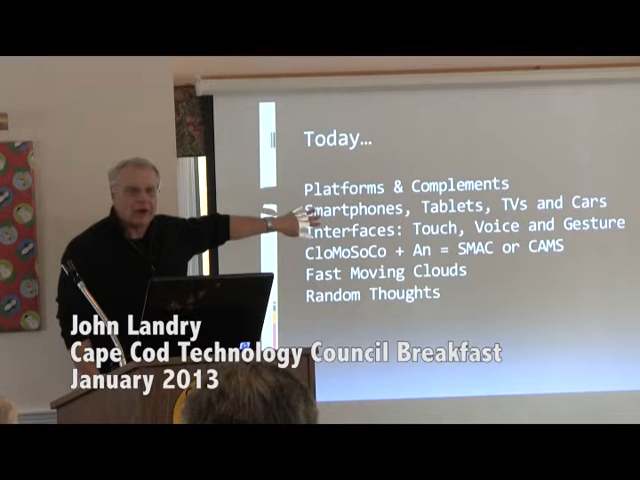 Today…
Platforms & Complements
Smartphones, Tablets, TVs and Cars
Interfaces: Touch, Voice and Gesture
CloMoSoCo + An = SMAC or CAMS
Fast Moving Clouds
Random Thoughts
John Landry
Cape Cod Technology Council Breakfast
January 2013